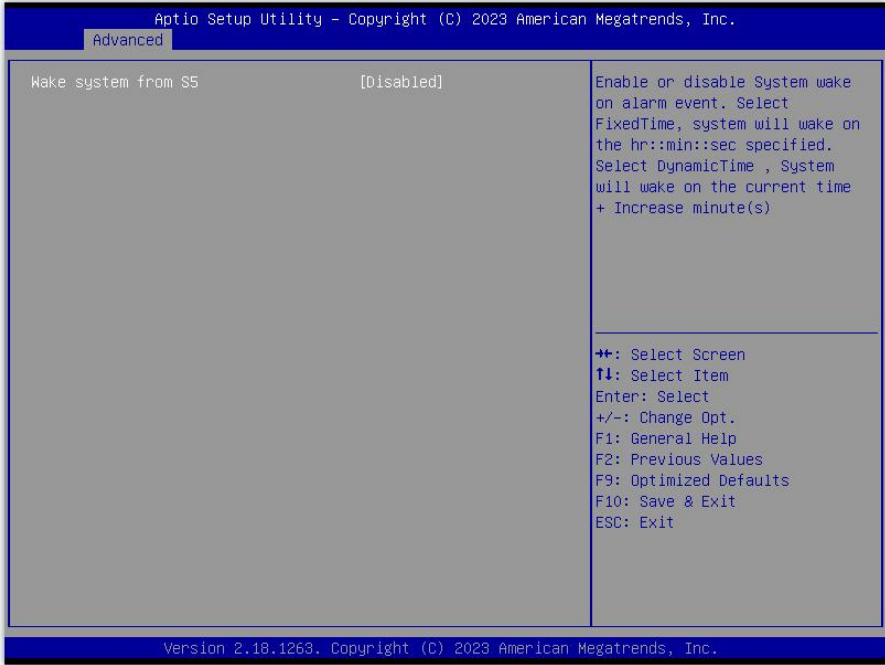 Aptio Setup Utility – Copyright (C) 2023 American Megatrends, Inc.
Advanced
Wake system from S5 [Disabled]
Enable or disable System wake
on alarm event. Select
FixedTime, system will wake on
the hr::min::sec specified.
Select DynamicTime , System
will wake on the current time
+ Increase minute(s)
→←: Select Screen
↑↓: Select Item
Enter: Select
+/-: Change Opt.
F1: General Help
F2: Previous Values
F9: Optimized Defaults
F10: Save & Exit
ESC: Exit
Version 2.18.1263. Copyright (C) 2023 American Megatrends, Inc.